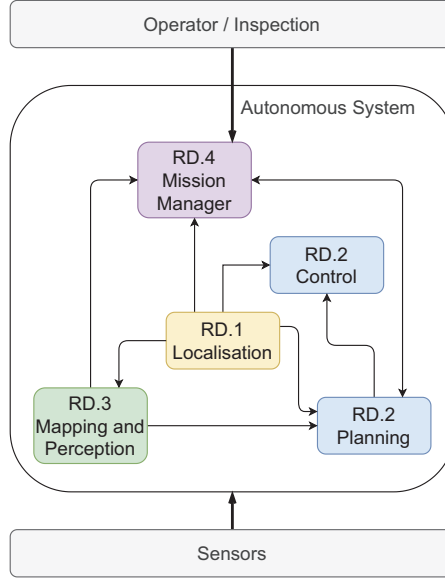 Operator / Inspection
Autonomous System
RD.4
Mission
Manager
RD.2
Control
RD.1
Localisation
RD.3
Mapping and
Perception
RD.2
Planning
Sensors